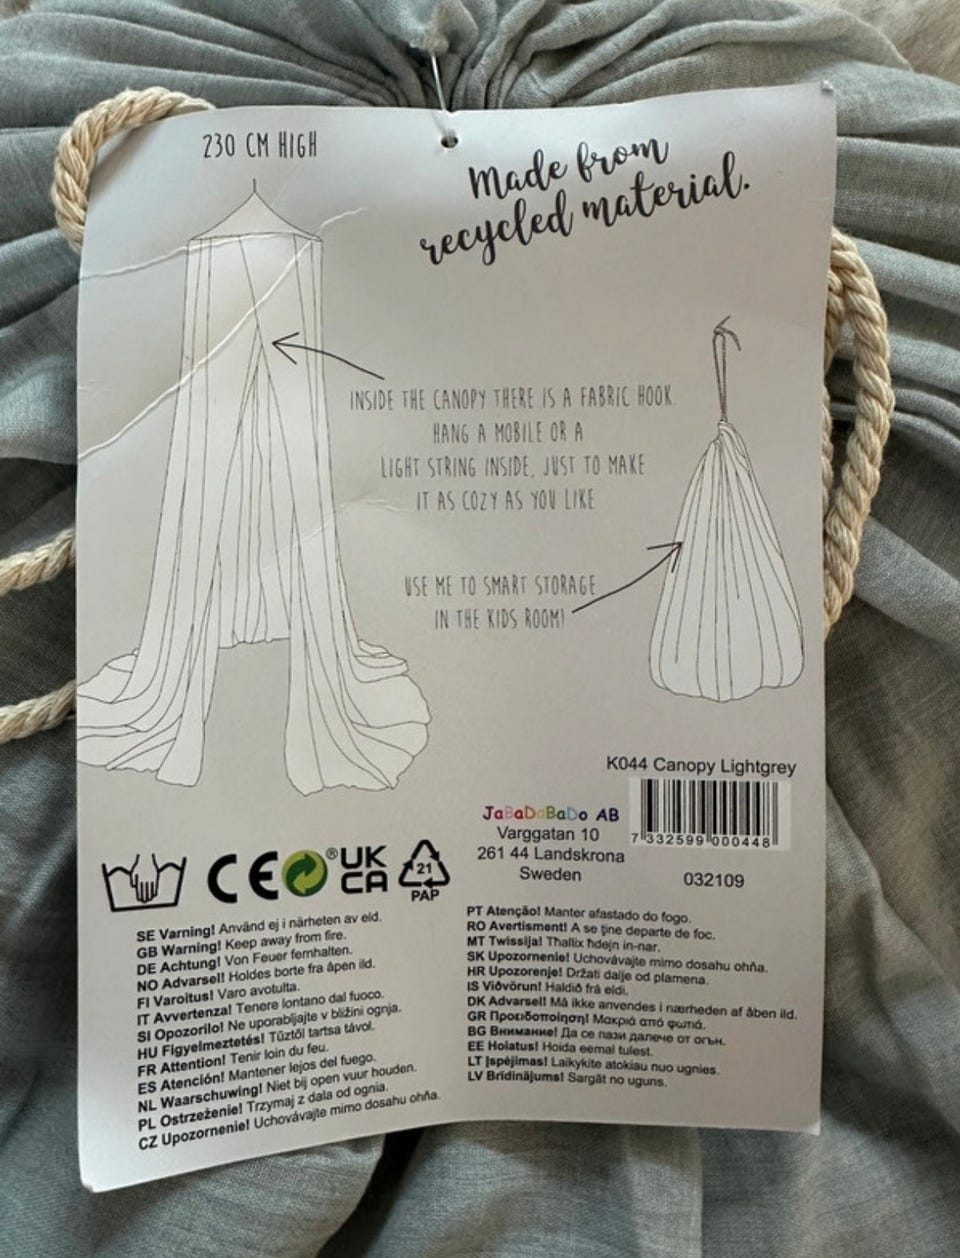 230 CM HIGH
Made from
recycled material.
INSIDE THE CANOPY THERE IS A FABRIC HOOK.
HANG A MOBILE OR A
LIGHT STRING INSIDE, JUST TO MAKE
IT AS COZY AS YOU LIKE
USE ME TO SMART STORAGE
IN THE KIDS ROOM!
K044 Canopy Lightgrey
JaBaDaBaDo AB
Varggatan 10
261 44 Landskrona
Sweden
7 332599 000448
032109
CE
®
UK
CA
21
PAP
SE Varning! Använd ej i närheten av eld.
GB Warning! Keep away from fire.
DE Achtung! Von Feuer fernhalten.
NO Advarsel! Holdes borte fra åpen ild.
FI Varoitus! Varo avotulta.
IT Avvertenza! Tenere lontano dal fuoco.
SI Opozorilo! Ne uporabljajte v bližini ognja.
HU Figyelmeztetés! Tűztől tartsa távol.
FR Attention! Tenir loin du feu.
ES Atención! Mantener lejos del fuego.
NL Waarschuwing! Niet bij open vuur houden.
PL Ostrzeżenie! Trzymaj z dala od ognia.
CZ Upozornenie! Uchovávajte mimo dosahu ohňa.
PT Atenção! Manter afastado do fogo.
RO Avertisment! A se ţine departe de foc.
MT Twissija! Thallix ħdejn in-nar.
SK Upozornenie! Uchovávajte mimo dosahu ohňa.
HR Upozorenje! Držati dalje od plamena.
IS Viðvörun! Haldið frá eldi.
DK Advarsel! Må ikke anvendes i nærheden af åben ild.
GR Προειδοποίηση! Μακριά από φωτιά.
BG Внимание! Да се пази далече от огън.
EE Hoiatus! Hoida eemal tulest.
LT Įspėjimas! Laikykite atokiau nuo ugnies.
LV Brīdinājums! Sargāt no uguns.